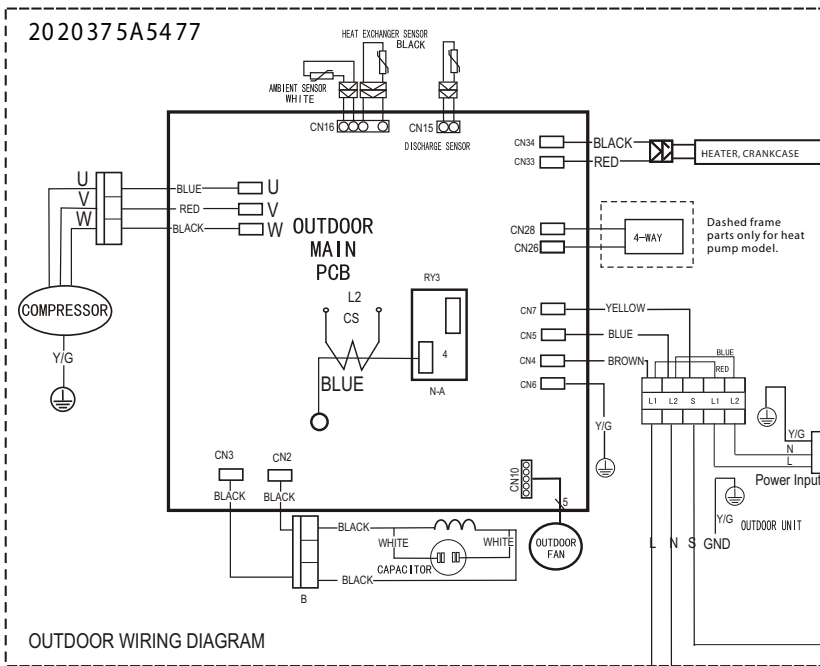 2020375A5477
HEAT EXCHANGER SENSOR
BLACK
AMBIENT SENSOR
WHITE
CN16
CN15
DISCHARGE SENSOR
CN34
BLACK
CN33
RED
HEATER, CRANKCASE
U
V
W
BLUE
U
RED
V
BLACK
W
OUTDOOR
MAIN
PCB
CN28
CN26
4-WAY
Dashed frame
parts only for heat
pump model.
COMPRESSOR
Y/G
L2
CS
BLUE
RY3
4
N-A
CN7
YELLOW
CN5
BLUE
CN4
BROWN
CN6
Y/G
BLUE
RED
L1 L2 S L1 L2
Y/G
N
L
Power Input
Y/G
OUTDOOR UNIT
L N S GND
CN3
CN2
BLACK
BLACK
CN10
5
OUTDOOR
FAN
BLACK
WHITE
WHITE
CAPACITOR
BLACK
B
OUTDOOR WIRING DIAGRAM